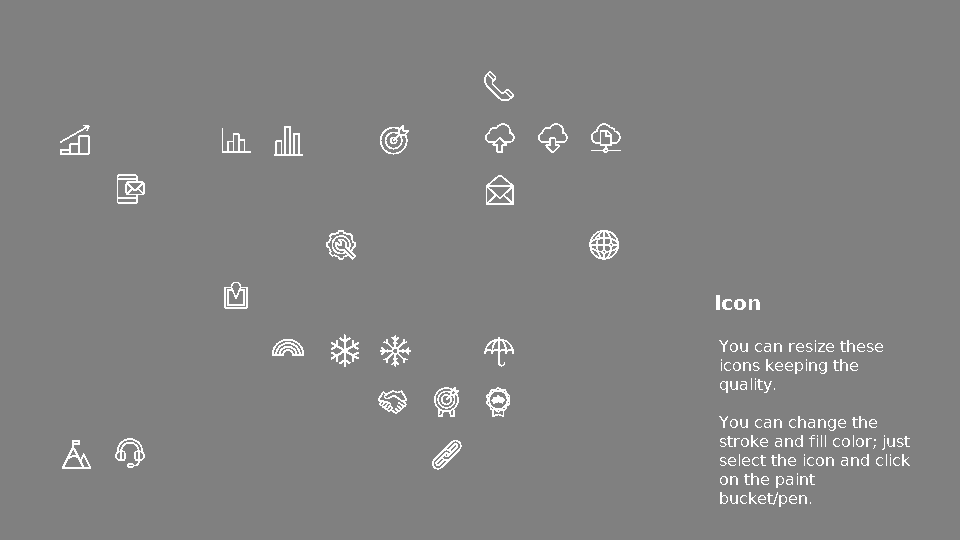 Icon
You can resize these
icons keeping the
quality.
You can change the
stroke and fill color; just
select the icon and click
on the paint
bucket/pen.